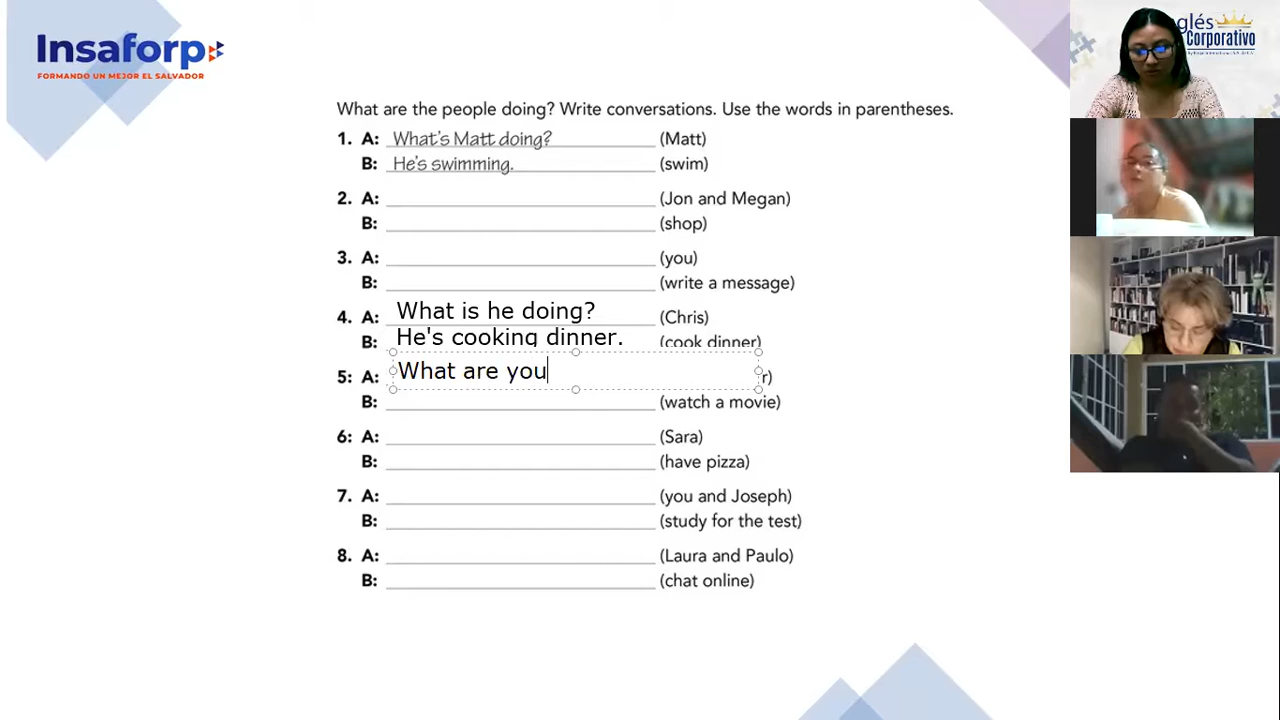 Insaforp
FORMANDO UN MEJOR EL SALVADOR
glés
Corporativo
What are the people doing? Write conversations. Use the words in parentheses.
1. A: What's Matt doing? (Matt)
B: He's swimming. (swim)
2. A: (Jon and Megan)
B: (shop)
3. A: (you)
B: (write a message)
4. A: What is he doing? (Chris)
B: He's cooking dinner. (cook dinner)
5: A: What are you r)
B: (watch a movie)
6: A: (Sara)
B: (have pizza)
7. A: (you and Joseph)
B: (study for the test)
8. A: (Laura and Paulo)
B: (chat online)